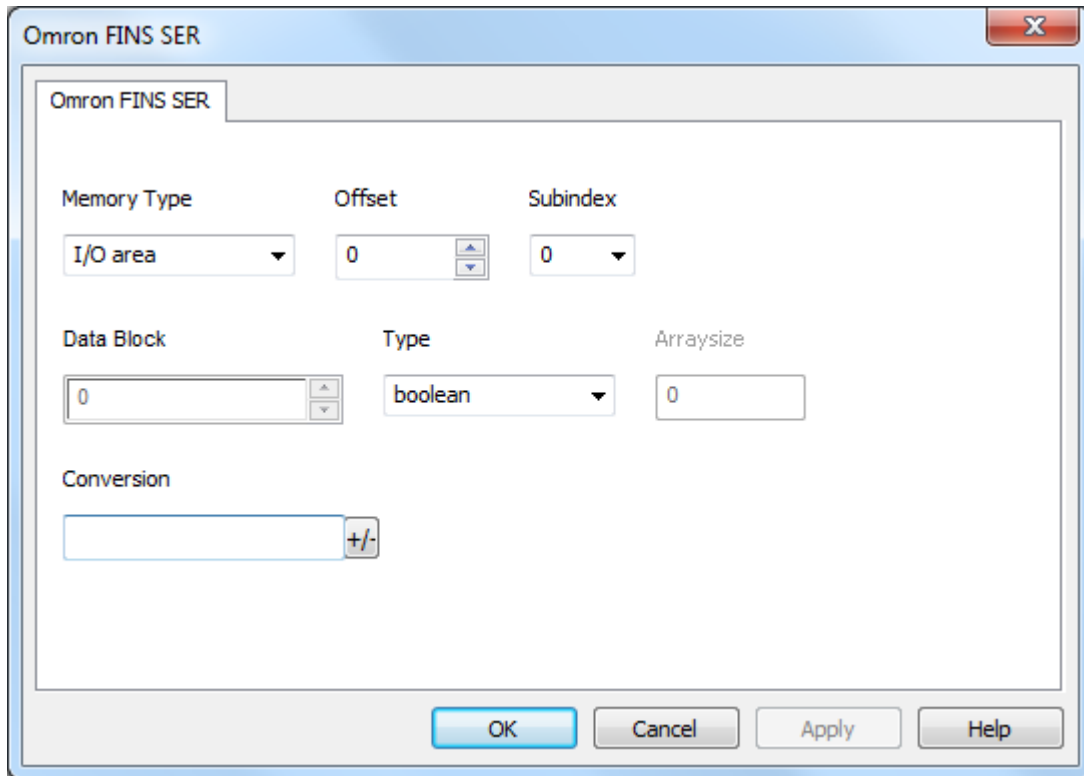 Omron FINS SER
Omron FINS SER
Memory Type Offset Subindex
I/O area 0 0
Data Block Type Arraysize
0 boolean 0
Conversion
+/-
OK Cancel Apply Help